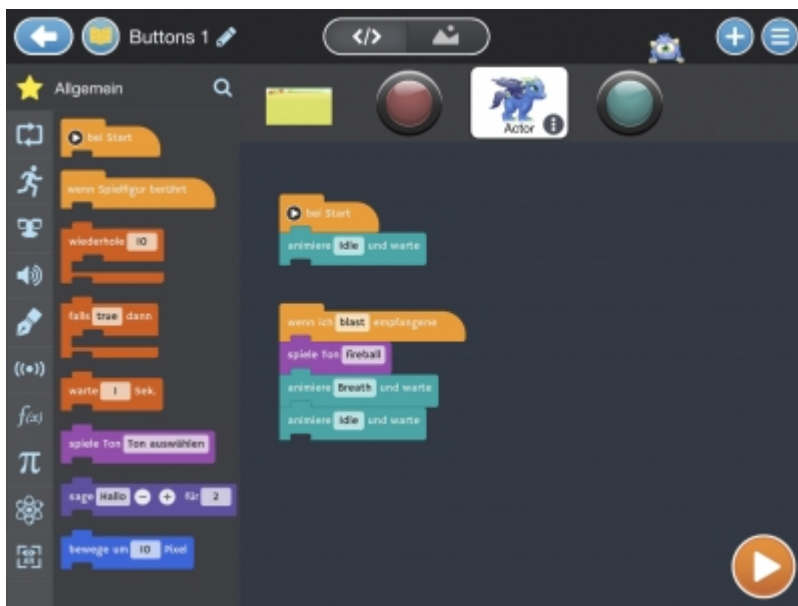 Buttons 1
</>
Allgemein
Actor
bei Start
wenn Spielfigur berührt
wiederhole 10
falls true dann
warte 1 Sek.
spiele Ton Ton auswählen
sage Hallo - + für 2
bewege um 10 Pixel
f(x)
π
bei Start
animiere Idle und warte
wenn ich blast empfangene
spiele Ton fireball
animiere Breath und warte
animiere Idle und warte